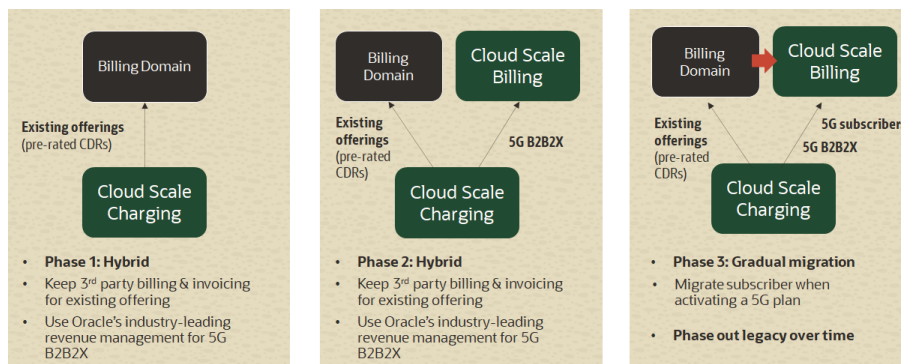 Billing Domain
Existing offerings
(pre-rated CDRs)
Cloud Scale
Charging
• Phase 1: Hybrid
• Keep 3rd party billing & invoicing
for existing offering
• Use Oracle's industry-leading
revenue management for 5G
B2B2X
Billing
Domain
Cloud Scale
Billing
Existing
offerings
(pre-rated
CDRs)
5G B2B2X
Cloud Scale
Charging
• Phase 2: Hybrid
• Keep 3rd party billing & invoicing
for existing offering
• Use Oracle's industry-leading
revenue management for 5G
B2B2X
Billing
Domain
Cloud Scale
Billing
Existing
offerings
(pre-rated
CDRs)
5G subscriber
5G B2B2X
Cloud Scale
Charging
• Phase 3: Gradual migration
• Migrate subscriber when
activating a 5G plan
• Phase out legacy over time